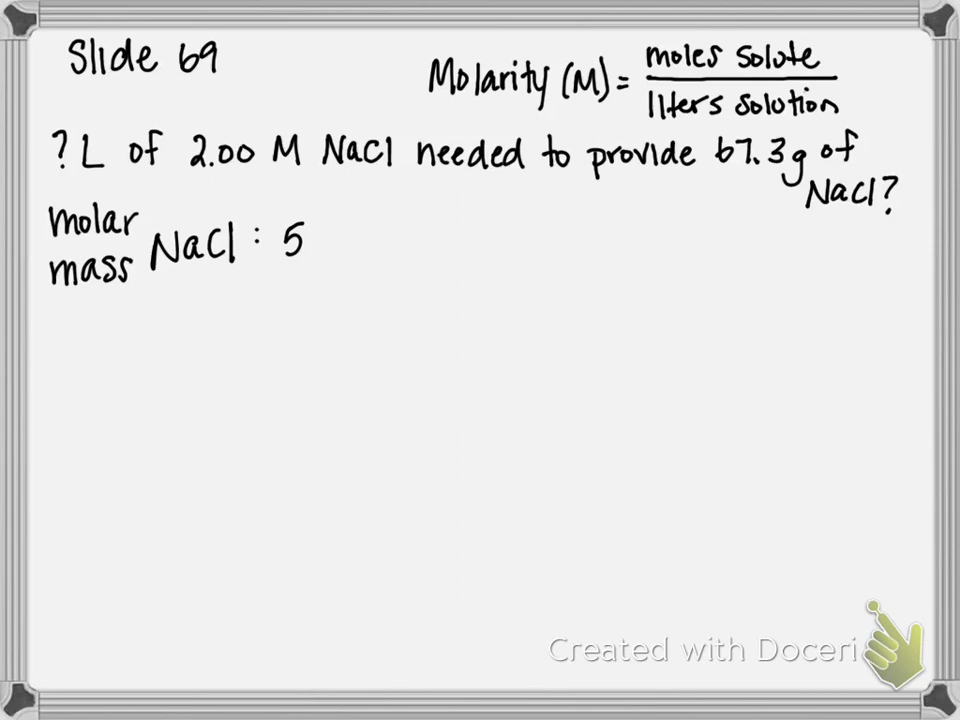 Slide 69
Molarity (M) = moles solute / liters solution
? L of 2.00 M NaCl needed to provide 67.3g of
NaCl?
molar
mass NaCl : 5
Created with Doceri